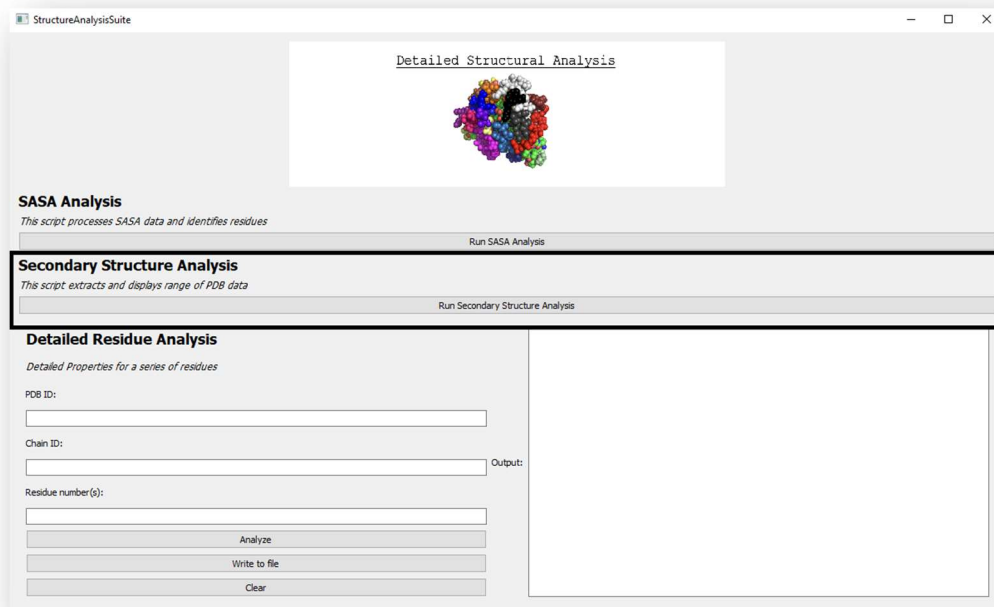 StructureAnalysisSuite
Detailed Structural Analysis
SASA Analysis
This script processes SASA data and identifies residues
Run SASA Analysis
Secondary Structure Analysis
This script extracts and displays range of PDB data
Run Secondary Structure Analysis
Detailed Residue Analysis
Detailed Properties for a series of residues
PDB ID:
Chain ID:
Output:
Residue number(s):
Analyze
Write to file
Clear